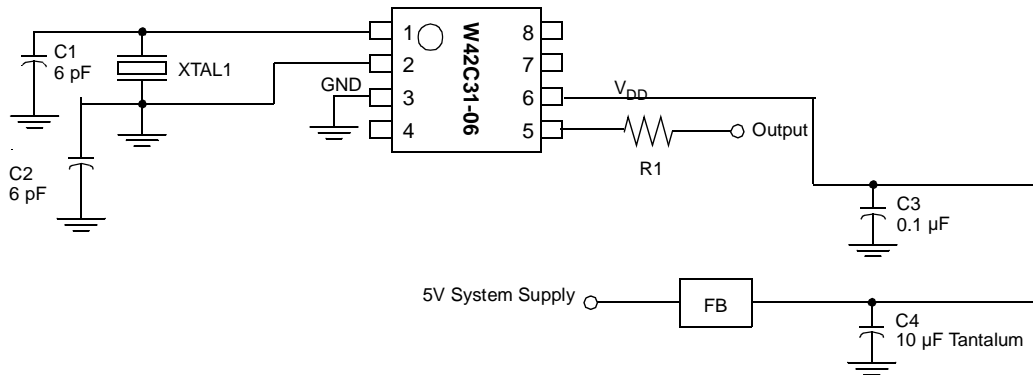 C1
6 pF
XTAL1
C2
6 pF
GND
1
2
3
4
W42C31-06
8
7
6
5
VDD
Output
R1
C3
0.1 µF
5V System Supply
FB
C4
10 µF Tantalum